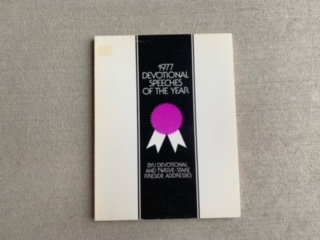 1977
DEVOTIONAL
SPEECHES
OF THE YEAR
BYU DEVOTIONAL
AND TWELVE-STAKE
FIRESIDE ADDRESSES